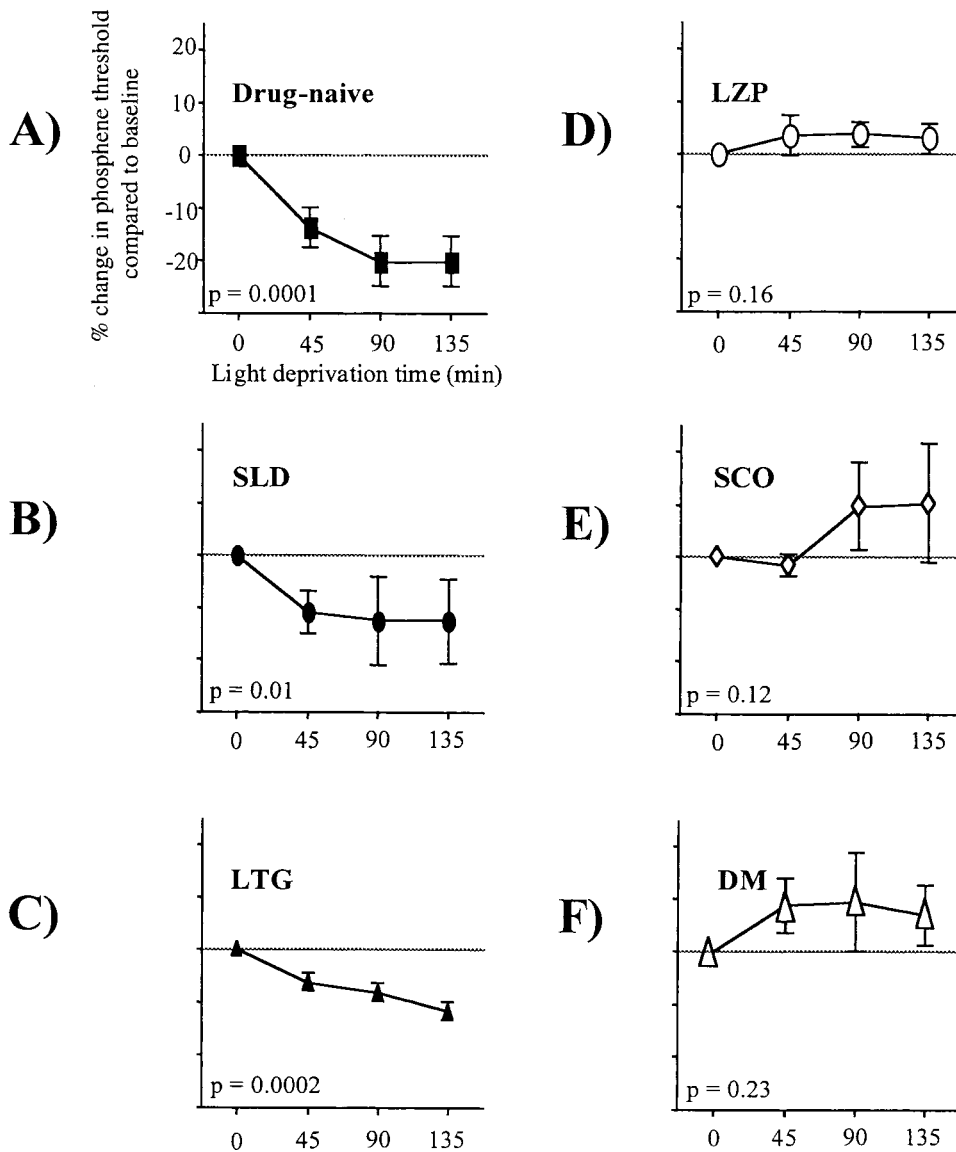 % change in phosphene threshold
compared to baseline
A)
Drug-naive
20
10
0
-10
-20
p = 0.0001
0 45 90 135
Light deprivation time (min)
B)
SLD
p = 0.01
0 45 90 135
C)
LTG
p = 0.0002
0 45 90 135
D)
LZP
p = 0.16
0 45 90 135
E)
SCO
p = 0.12
0 45 90 135
F)
DM
p = 0.23
0 45 90 135